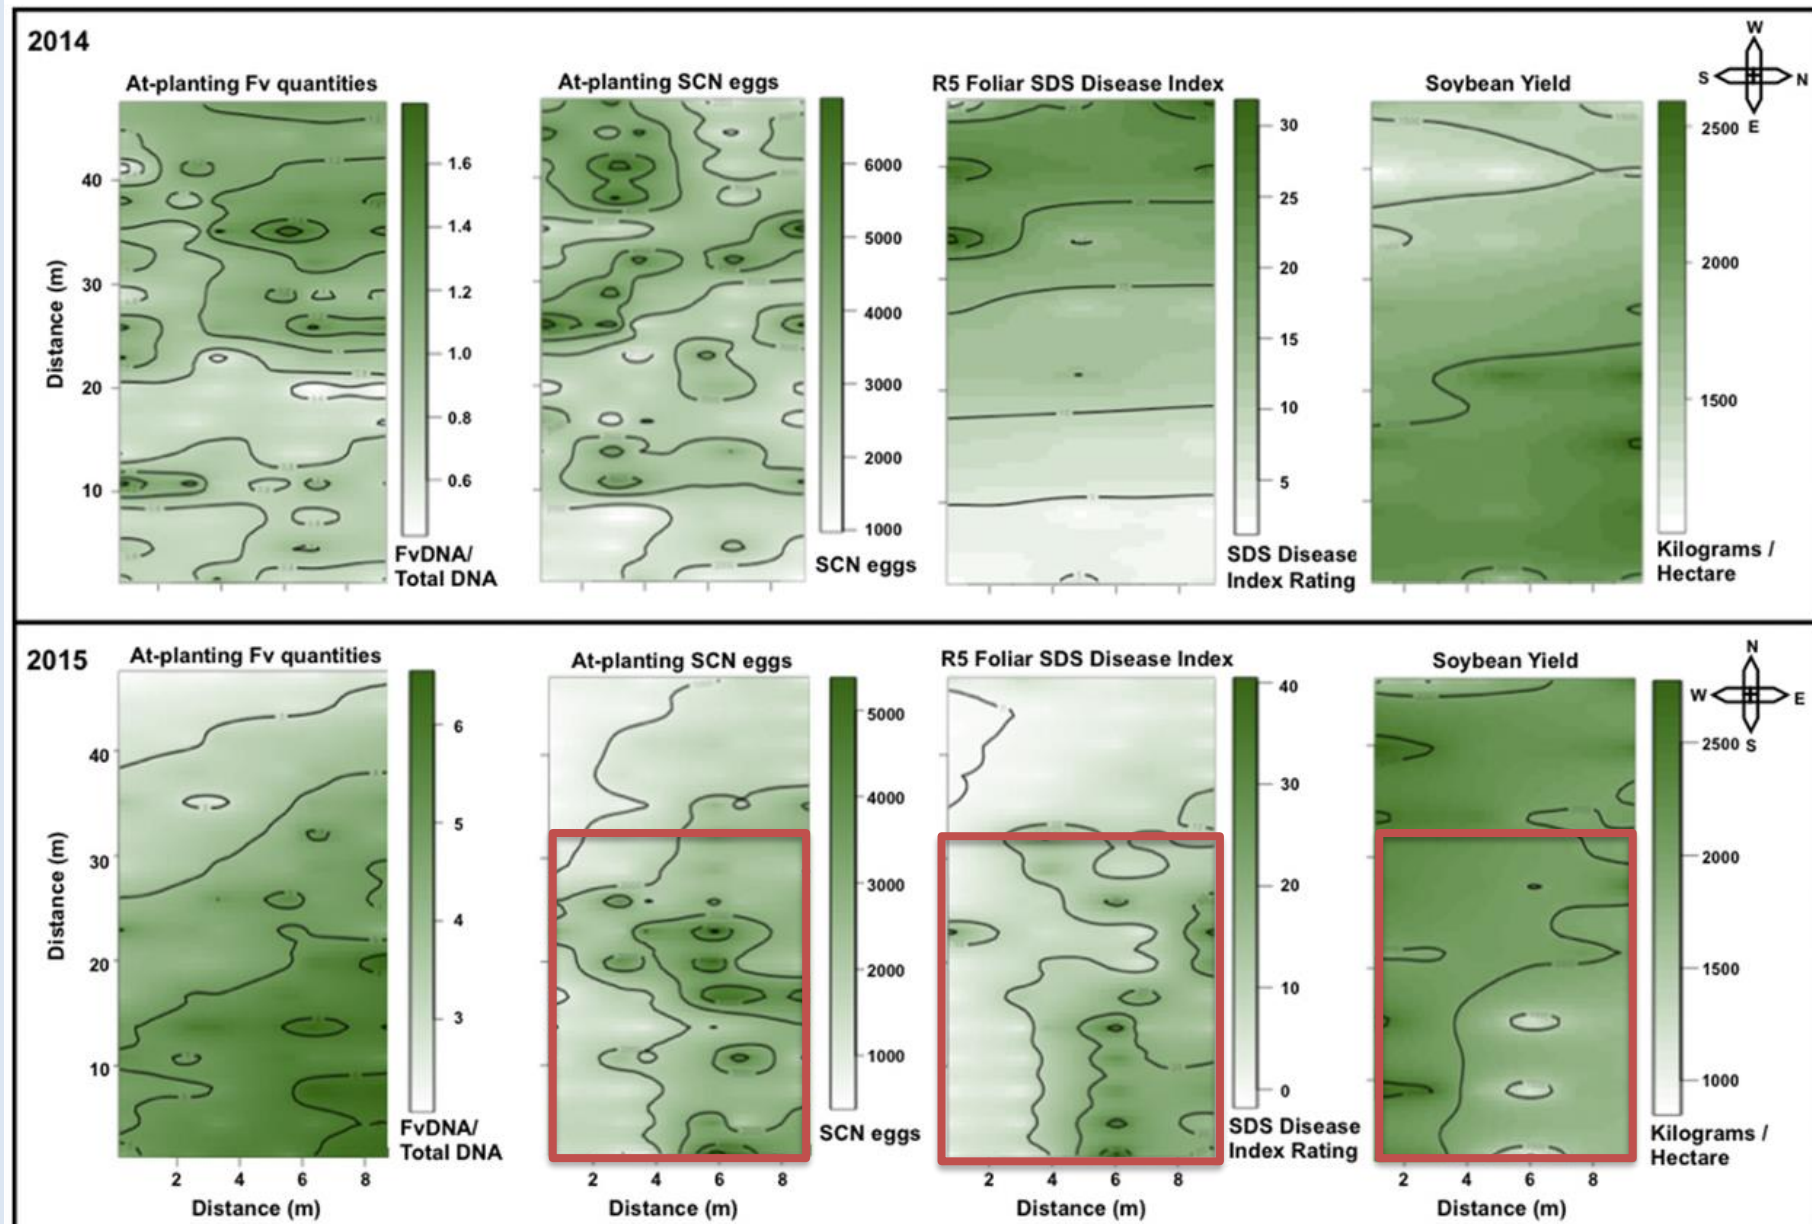 2014
At-planting Fv quantities
At-planting SCN eggs
R5 Foliar SDS Disease Index
Soybean Yield
W
S
N
E
Distance (m)
40
30
20
10
1.6
1.4
1.2
1.0
0.8
0.6
FvDNA/
Total DNA
6000
5000
4000
3000
2000
1000
SCN eggs
30
25
20
15
10
5
SDS Disease
Index Rating
2500
2000
1500
Kilograms /
Hectare
2015
At-planting Fv quantities
At-planting SCN eggs
R5 Foliar SDS Disease Index
Soybean Yield
N
W
E
S
Distance (m)
40
30
20
10
6
5
4
3
FvDNA/
Total DNA
5000
4000
3000
2000
1000
SCN eggs
40
30
20
10
0
SDS Disease
Index Rating
2500
2000
1500
1000
Kilograms /
Hectare
2 4 6 8
2 4 6 8
2 4 6 8
2 4 6 8
Distance (m)
Distance (m)
Distance (m)
Distance (m)